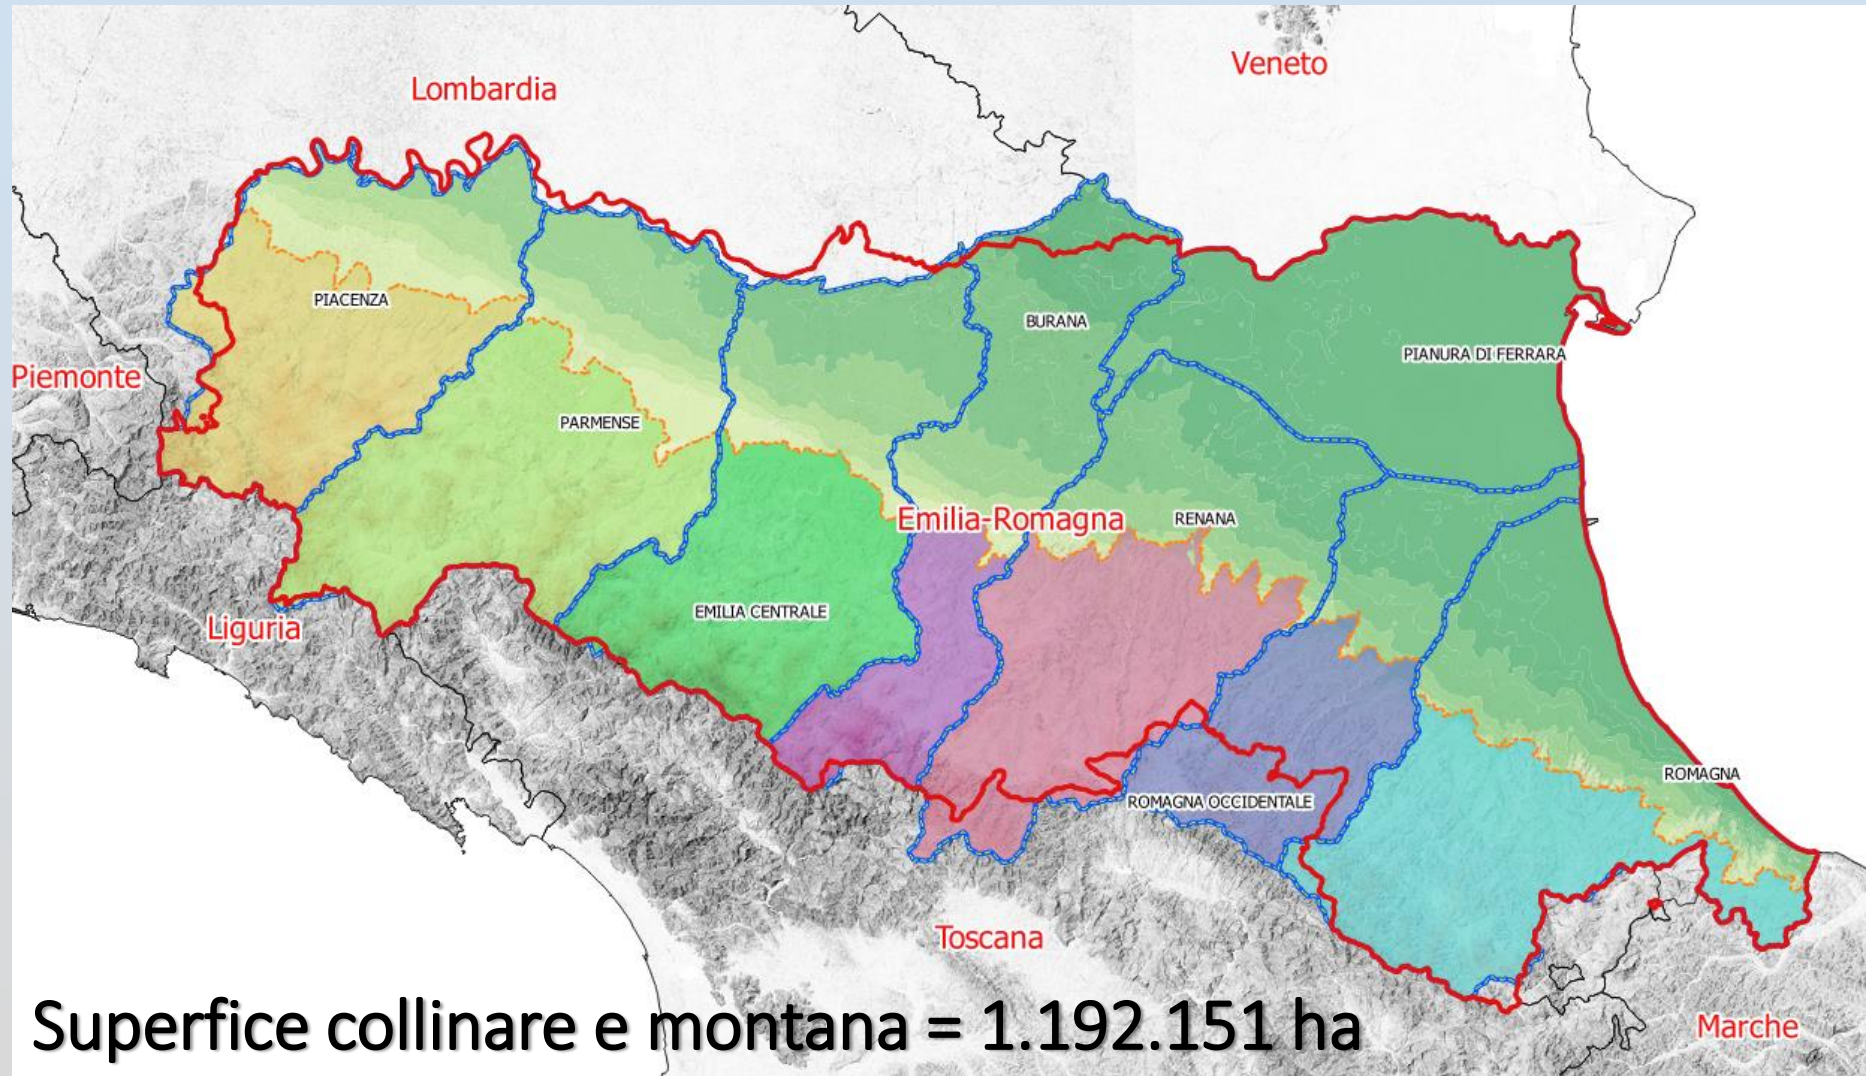 Veneto
Lombardia
PIACENZA
BURANA
PIANURA DI FERRARA
Piemonte
PARMENSE
Emilia-Romagna
RENANA
EMILIA CENTRALE
Liguria
ROMAGNA
ROMAGNA OCCIDENTALE
Toscana
Superfice collinare e montana = 1.192.151 ha
Marche